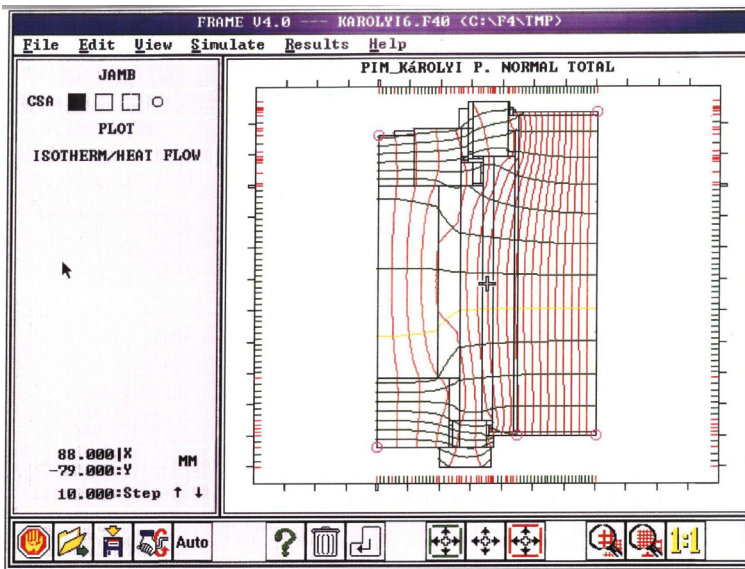 FRAME V4.0 --- KAROLYI6.F40 <C:\F4\TMP>
File Edit View Simulate Results Help
JAMB
CSA
PLOT
ISOTHERM/HEAT FLOW
88.000|X
MM
-79.000:Y
10.000:Step ↑ ↓
PIM_KáROLYI P. NORMAL TOTAL
Auto
?
1:1